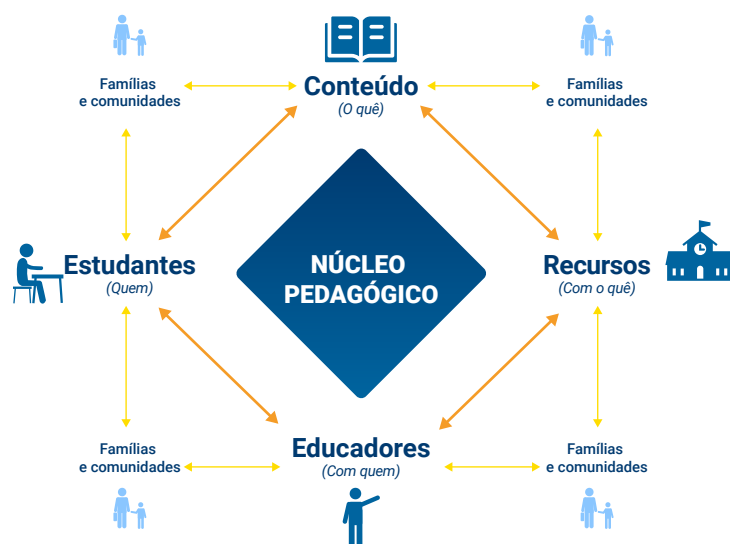 Famílias
e comunidades
Conteúdo
(O quê)
Famílias
e comunidades
Estudantes
(Quem)
NÚCLEO
PEDAGÓGICO
Recursos
(Com o quê)
Famílias
e comunidades
Educadores
(Com quem)
Famílias
e comunidades